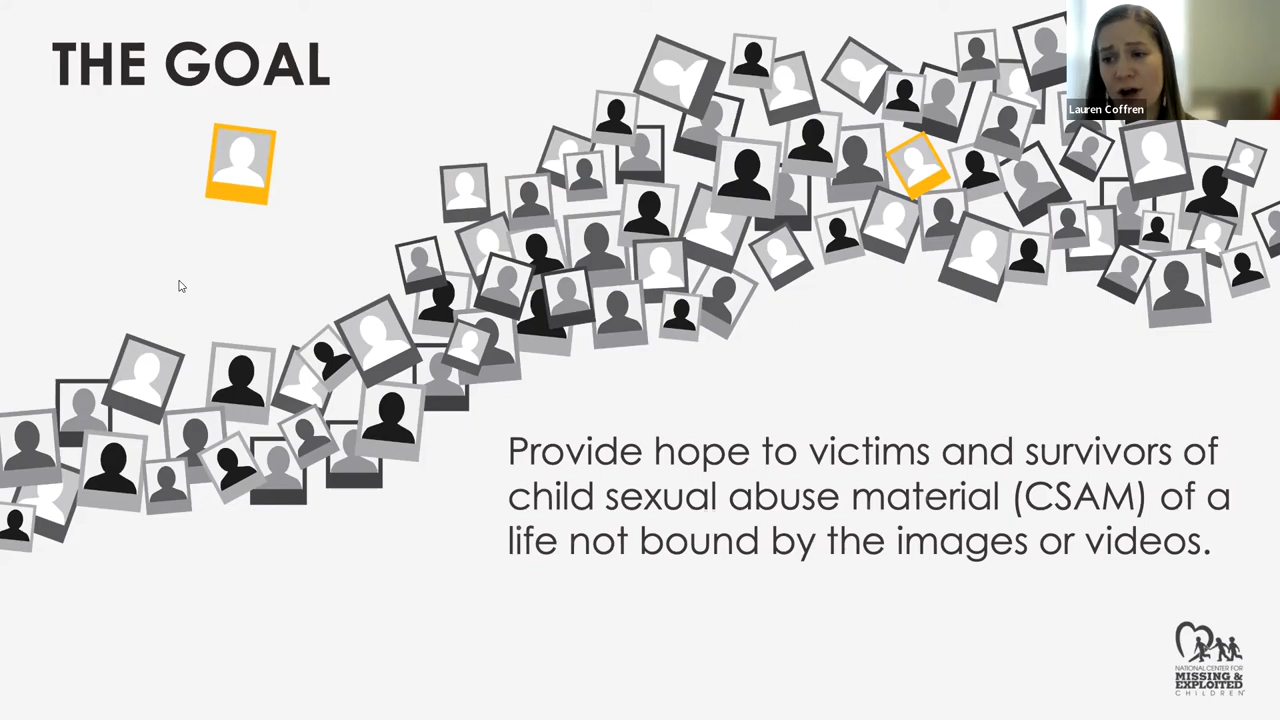 THE GOAL
Lauren Coffren
Provide hope to victims and survivors of
child sexual abuse material (CSAM) of a
life not bound by the images or videos.
NATIONAL CENTER FOR
MISSING &
EXPLOITED
CHILDREN